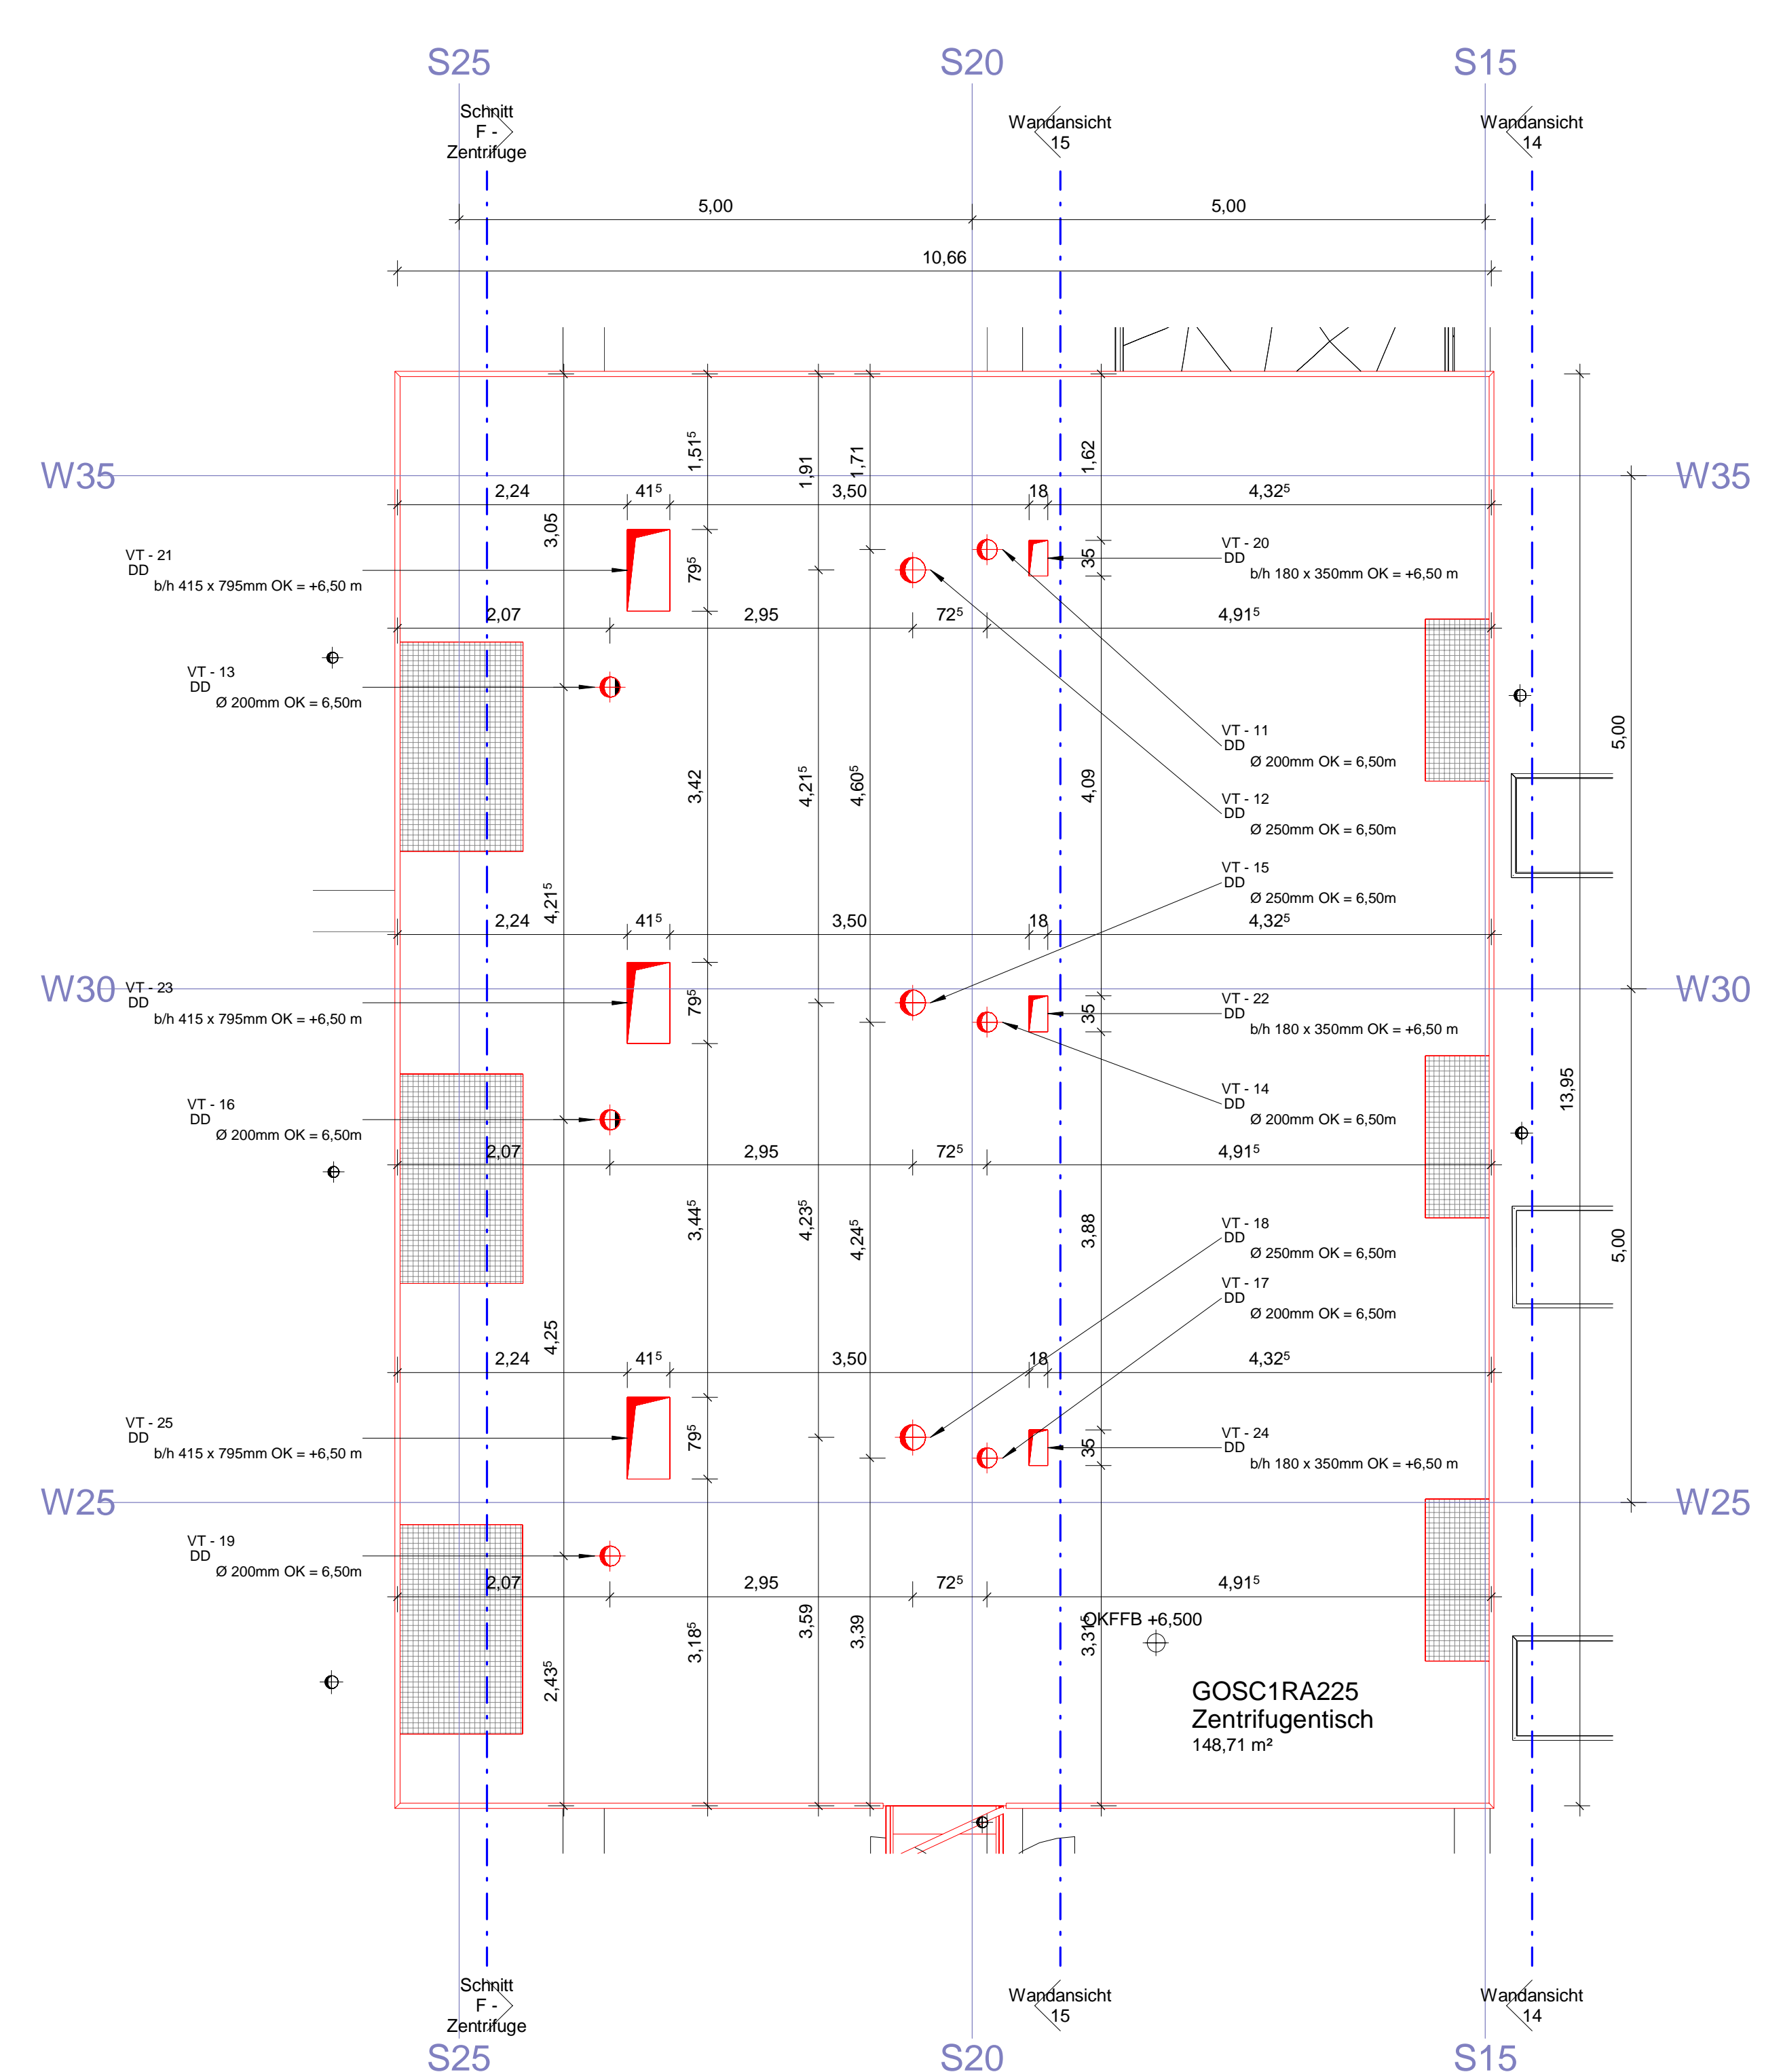 S25 S20 S15
Schnitt
F -
Zentrifuge
Wandansicht
15
Wandansicht
14
5,00 5,00
10,66
1,51⁵ 1,91 1,71 1,62
W35 W35
2,24 41⁵ 3,50 18 4,32⁵
3,05
VT - 21
DD
b/h 415 x 795mm OK = +6,50 m
79⁵
35
VT - 20
DD
b/h 180 x 350mm OK = +6,50 m
2,07 2,95 72⁵ 4,91⁵
VT - 13
DD
Ø 200mm OK = 6,50m
VT - 11
DD
Ø 200mm OK = 6,50m
5,00
3,42 4,21⁵ 4,60⁵ 4,09
VT - 12
DD
Ø 250mm OK = 6,50m
VT - 15
DD
Ø 250mm OK = 6,50m
4,21⁵
2,24 41⁵ 3,50 18 4,32⁵
W30 W30
VT - 23
DD
b/h 415 x 795mm OK = +6,50 m
79⁵
35
VT - 22
DD
b/h 180 x 350mm OK = +6,50 m
VT - 14
DD
Ø 200mm OK = 6,50m
13,95
VT - 16
DD
Ø 200mm OK = 6,50m
2,07 2,95 72⁵ 4,91⁵
3,44⁵ 4,23⁵ 4,24⁵ 3,88
VT - 18
DD
Ø 250mm OK = 6,50m
5,00
VT - 17
DD
Ø 200mm OK = 6,50m
4,25
2,24 41⁵ 3,50 18 4,32⁵
VT - 25
DD
b/h 415 x 795mm OK = +6,50 m
79⁵
35
VT - 24
DD
b/h 180 x 350mm OK = +6,50 m
W25 W25
VT - 19
DD
Ø 200mm OK = 6,50m
2,07 2,95 72⁵ 4,91⁵
OKFFB +6,500
2,43⁵ 3,18⁵ 3,59 3,39 3,31⁵
GOSC1RA225
Zentrifugentisch
148,71 m²
Schnitt
F -
Zentrifuge
Wandansicht
15
Wandansicht
14
S25 S20 S15